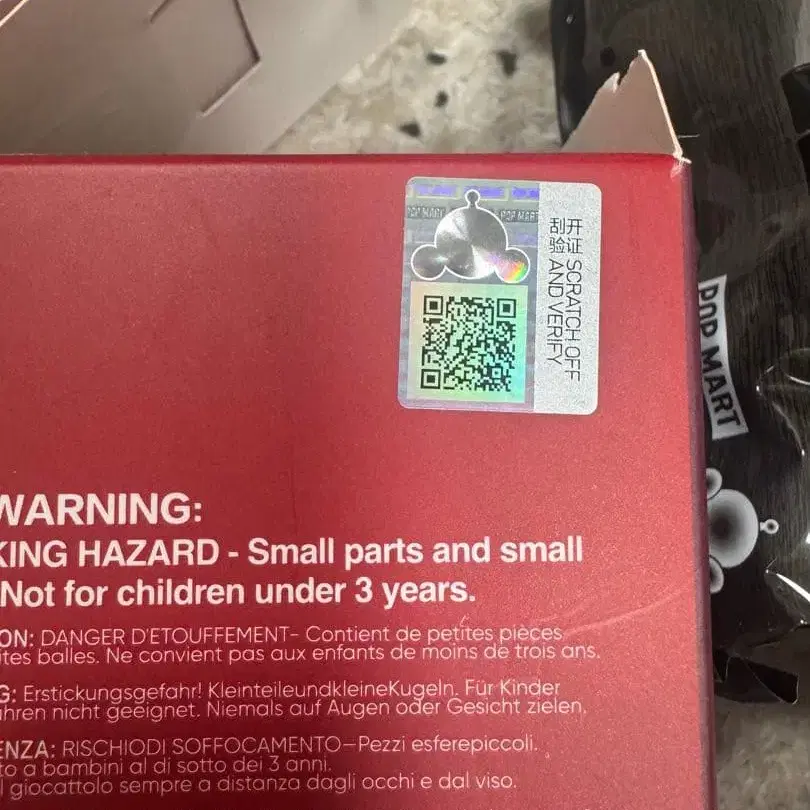 POP MART
POP MART
刮开
验证
SCRATCH OFF
AND VERIFY
POP MART
WARNING:
KING HAZARD - Small parts and small
Not for children under 3 years.
ON: DANGER D'ETOUFFEMENT- Contient de petites pièces
ites balles. Ne convient pas aux enfants de moins de trois ans.
G: Erstickungsgefahr! KleinteileundkleineKugeln. Für Kinder
ahren nicht geeignet. Niemals auf Augen oder Gesicht zielen.
ENZA: RISCHIODI SOFFOCAMENTO-Pezzi esferepiccoli.
to a bambini al di sotto dei 3 anni.
l giocattolo sempre a distanza dagli occhi e dal viso.